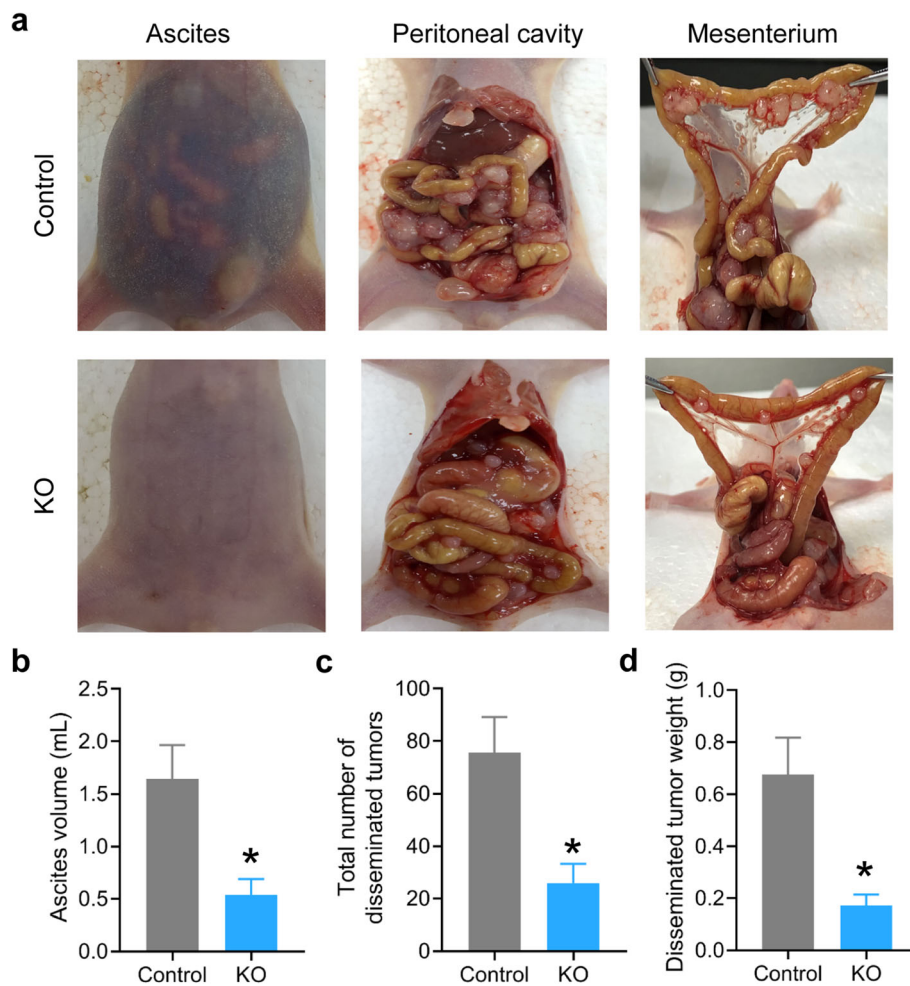 a
Ascites
Peritoneal cavity
Mesenterium
Control
KO
b
Ascites volume (mL)
2.5
2.0
1.5
1.0
0.5
0.0
*
Control
KO
c
Total number of
disseminated tumors
100
80
60
40
20
0
*
Control
KO
d
Disseminated tumor weight (g)
1.0
0.8
0.6
0.4
0.2
0.0
*
Control
KO